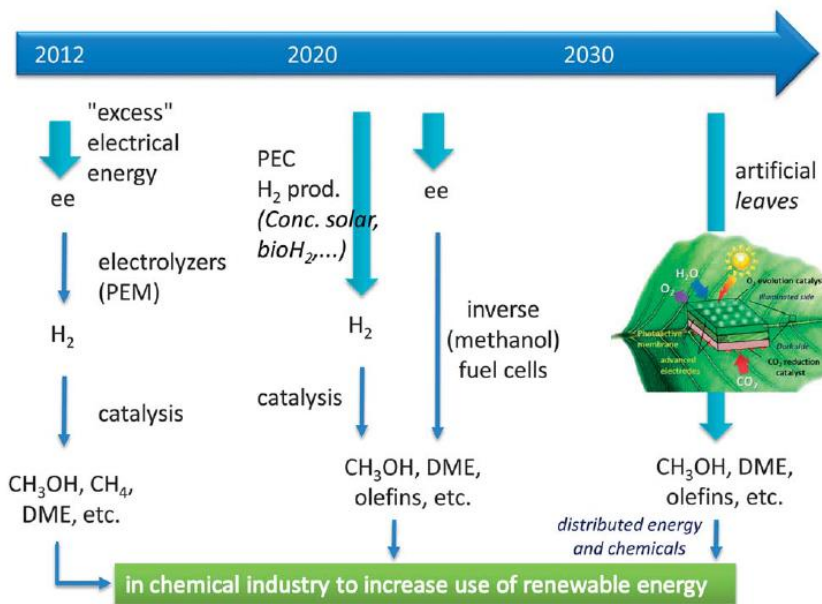 2012
2020
2030
"excess"
electrical
energy
ee
electrolyzers
(PEM)
H₂
catalysis
CH₃OH, CH₄,
DME, etc.
PEC
H₂ prod.
(Conc. solar,
bioH₂,...)
H₂
catalysis
ee
inverse
(methanol)
fuel cells
CH₃OH, DME,
olefins, etc.
artificial
leaves
H₂O
O₂
O₂ evolution catalyst
Illuminated side
Photoactive
membrane
advanced
electrodes
Dark side
CO₂ reduction
catalyst
CO₂
CH₃OH, DME,
olefins, etc.
distributed energy
and chemicals
in chemical industry to increase use of renewable energy